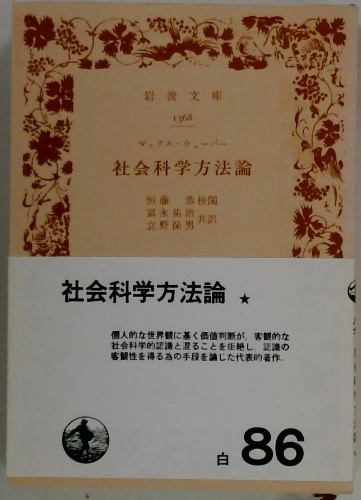 岩波文庫
1368
マックス・ウェーバー
社会科学方法論
恒藤 恭校閲
富永祐治
立野保男 共訳
社会科学方法論 ★
個人的な世界観に基く価値判断が、客観的な
社会科学的認識と混ることを拒絶し、認識の
客観性を得る為の手段を論じた代表的著作。
白 86